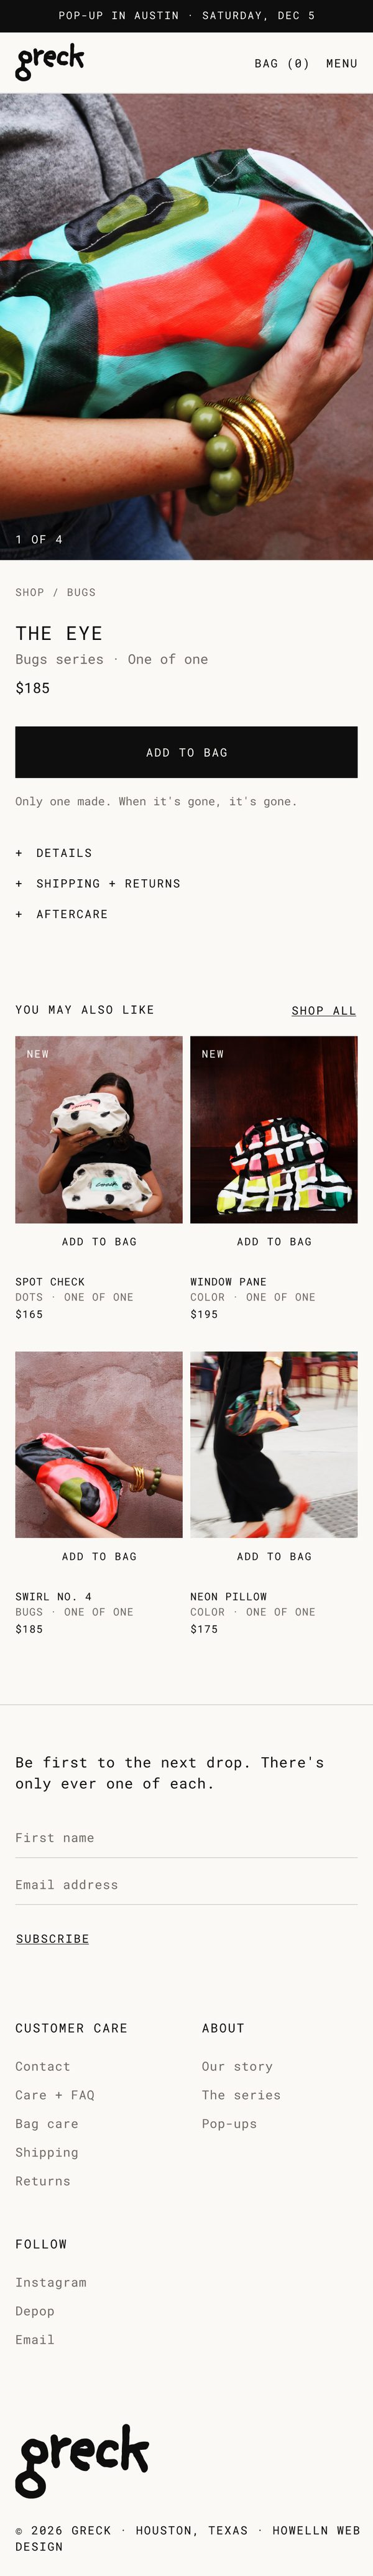 POP-UP IN AUSTIN · SATURDAY, DEC 5
greck
BAG (0) MENU
1 OF 4
SHOP / BUGS
THE EYE
Bugs series · One of one
$185
ADD TO BAG
Only one made. When it's gone, it's gone.
+ DETAILS
+ SHIPPING + RETURNS
+ AFTERCARE
YOU MAY ALSO LIKE
SHOP ALL
NEW
NEW
ADD TO BAG
ADD TO BAG
SPOT CHECK
DOTS · ONE OF ONE
$165
WINDOW PANE
COLOR · ONE OF ONE
$195
ADD TO BAG
ADD TO BAG
SWIRL NO. 4
BUGS · ONE OF ONE
$185
NEON PILLOW
COLOR · ONE OF ONE
$175
Be first to the next drop. There's
only ever one of each.
First name
Email address
SUBSCRIBE
CUSTOMER CARE
Contact
Care + FAQ
Bag care
Shipping
Returns
ABOUT
Our story
The series
Pop-ups
FOLLOW
Instagram
Depop
Email
greck
© 2026 GRECK · HOUSTON, TEXAS · HOWELLN WEB
DESIGN